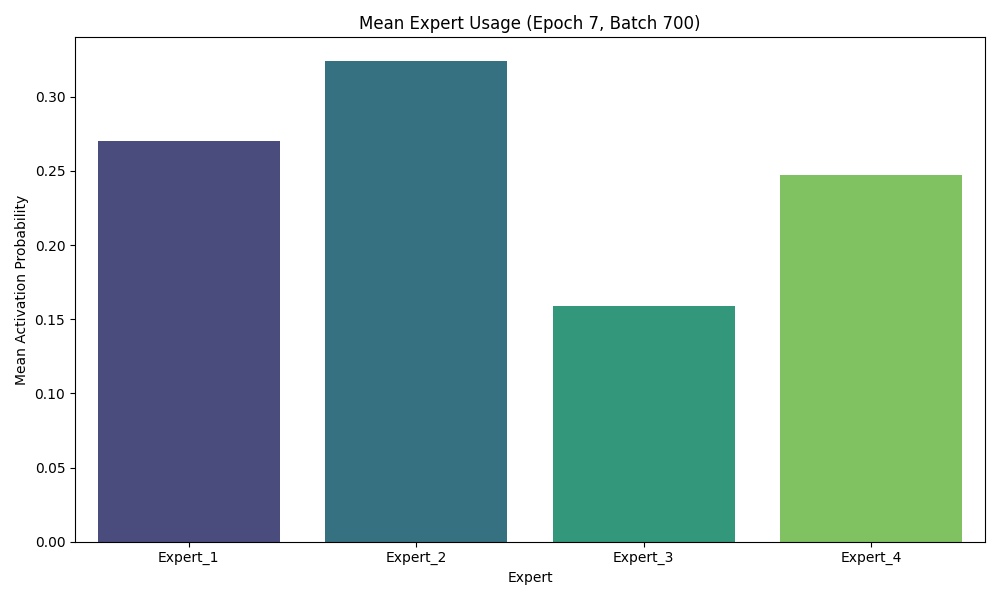 Mean Expert Usage (Epoch 7, Batch 700)
Mean Activation Probability
0.30
0.25
0.20
0.15
0.10
0.05
0.00
Expert_1
Expert_2
Expert_3
Expert_4
Expert